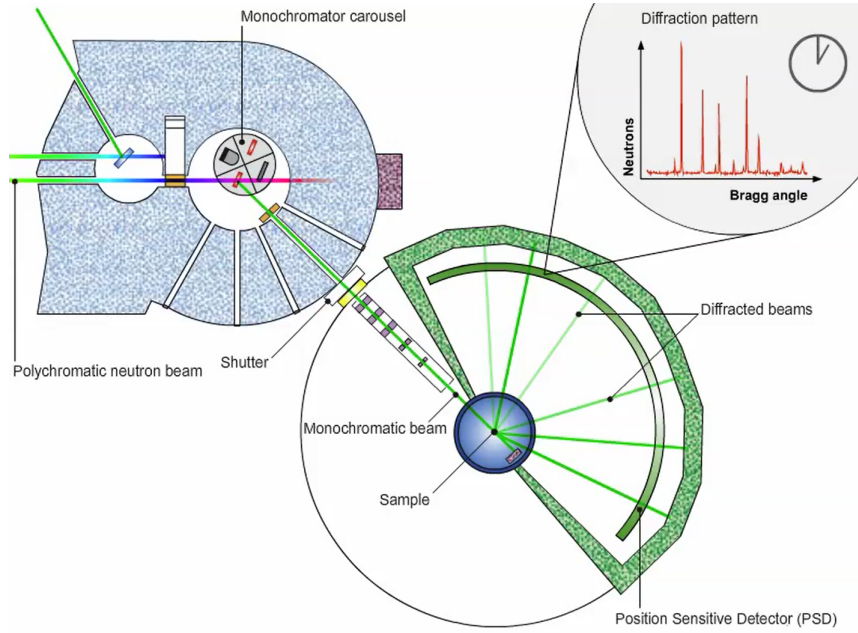 Monochromator carousel
Diffraction pattern
Neutrons
Bragg angle
Diffracted beams
Polychromatic neutron beam
Shutter
Monochromatic beam
Sample
Position Sensitive Detector (PSD)